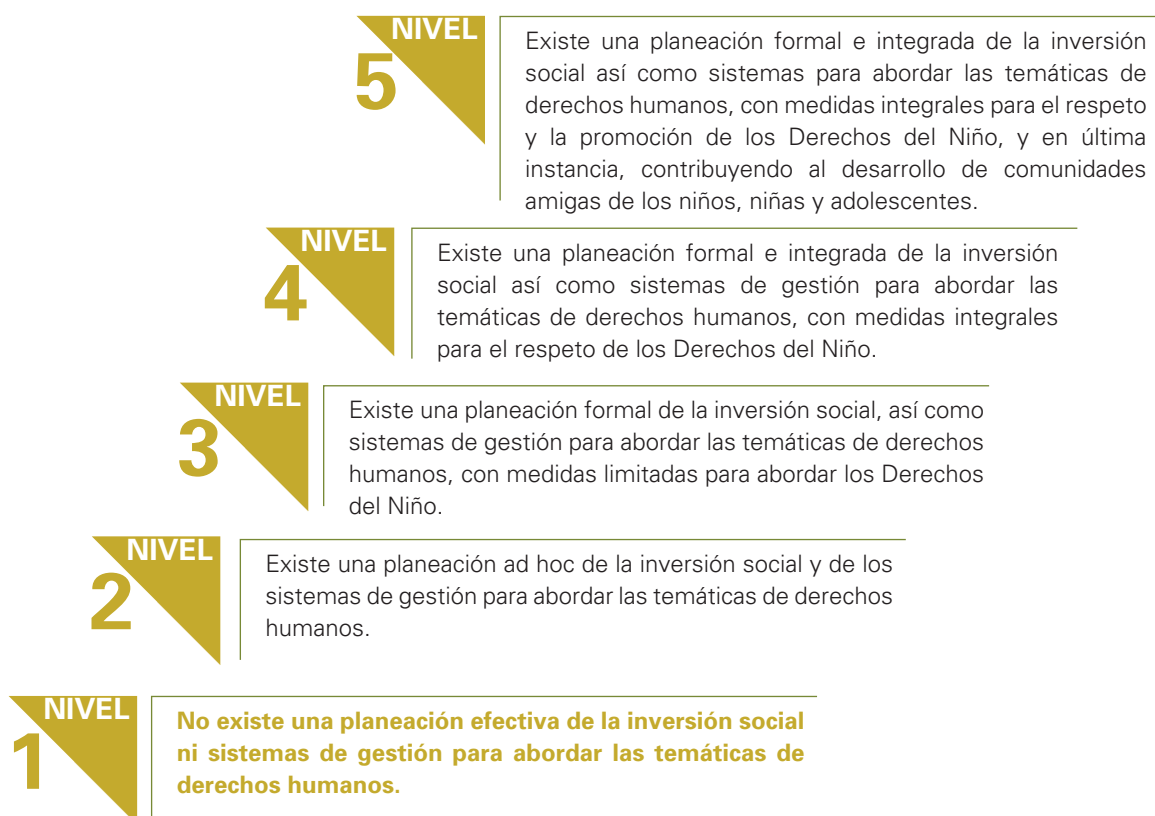 NIVEL
5
Existe una planeación formal e integrada de la inversión
social así como sistemas para abordar las temáticas de
derechos humanos, con medidas integrales para el respeto
y la promoción de los Derechos del Niño, y en última
instancia, contribuyendo al desarrollo de comunidades
amigas de los niños, niñas y adolescentes.
NIVEL
4
Existe una planeación formal e integrada de la inversión
social así como sistemas de gestión para abordar las
temáticas de derechos humanos, con medidas integrales
para el respeto de los Derechos del Niño.
NIVEL
3
Existe una planeación formal de la inversión social, así como
sistemas de gestión para abordar las temáticas de derechos
humanos, con medidas limitadas para abordar los Derechos
del Niño.
NIVEL
2
Existe una planeación ad hoc de la inversión social y de los
sistemas de gestión para abordar las temáticas de derechos
humanos.
NIVEL
1
No existe una planeación efectiva de la inversión social
ni sistemas de gestión para abordar las temáticas de
derechos humanos.